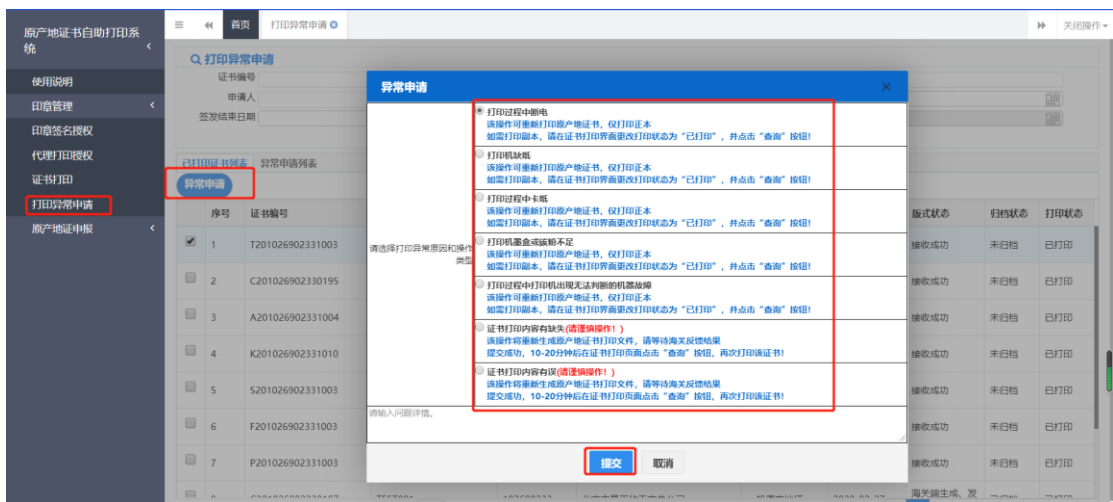 原产地证书自助打印系
统
首页
打印异常申请
关闭操作
使用说明
印章管理
印章签名授权
代理打印授权
证书打印
打印异常申请
原产地证申报
打印异常申请
证书编号
申请人
签发结束日期
已打印证书列表
异常申请列表
异常申请
序号
证书编号
版式状态
归档状态
打印状态
1
T201026902331003
接收成功
未归档
已打印
2
C201026902330195
接收成功
未归档
已打印
3
A201026902331004
接收成功
未归档
已打印
4
K201026902331010
接收成功
未归档
已打印
5
S201026902331003
接收成功
未归档
已打印
6
F201026902331003
接收成功
未归档
已打印
7
P201026902331003
接收成功
未归档
已打印
海关端生成、发
异常申请
请选择打印异常原因和操作
类型
打印过程中断电
该操作可重新打印原产地证书，仅打印正本
如需打印副本，请在证书打印界面更改打印状态为“已打印”，并点击“查询”按钮！
打印机缺纸
该操作可重新打印原产地证书，仅打印正本
如需打印副本，请在证书打印界面更改打印状态为“已打印”，并点击“查询”按钮！
打印过程中卡纸
该操作可重新打印原产地证书，仅打印正本
如需打印副本，请在证书打印界面更改打印状态为“已打印”，并点击“查询”按钮！
打印机墨盒或碳粉不足
该操作可重新打印原产地证书，仅打印正本
如需打印副本，请在证书打印界面更改打印状态为“已打印”，并点击“查询”按钮！
打印过程中打印机出现无法判断的机器故障
该操作可重新打印原产地证书，仅打印正本
如需打印副本，请在证书打印界面更改打印状态为“已打印”，并点击“查询”按钮！
证书打印内容有缺失(请谨慎操作！)
该操作将重新生成原产地证书打印文件，请等待海关反馈结果
提交成功，10-20分钟后在证书打印页面点击“查询”按钮，再次打印该证书!
证书打印内容有误(请谨慎操作！)
该操作将重新生成原产地证书打印文件，请等待海关反馈结果
提交成功，10-20分钟后在证书打印页面点击“查询”按钮，再次打印该证书!
请输入问题详情。
提交
取消